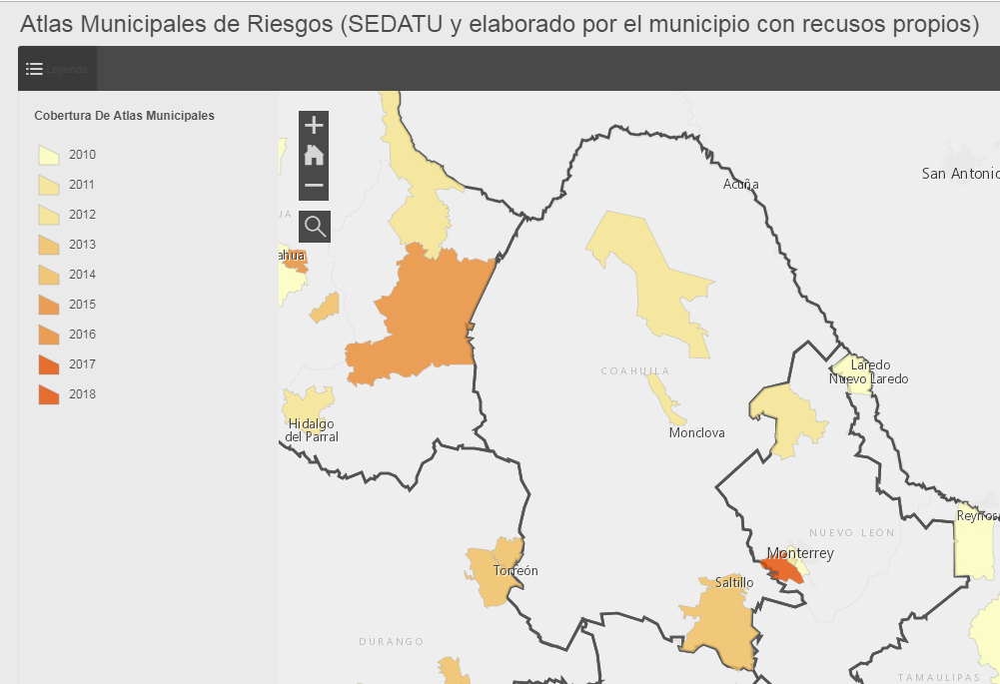 Atlas Municipales de Riesgos (SEDATU y elaborado por el municipio con recusos propios)
Leyenda
Cobertura De Atlas Municipales
2010
2011
2012
2013
2014
2015
2016
2017
2018
San Antonio
Acuña
UA
ahua
COAHUILA
Laredo
Nuevo Laredo
Hidalgo
del Parral
Monclova
Reynos
NUEVO LEÓN
Monterrey
Torreón
Saltillo
DURANGO
TAMAULIPAS